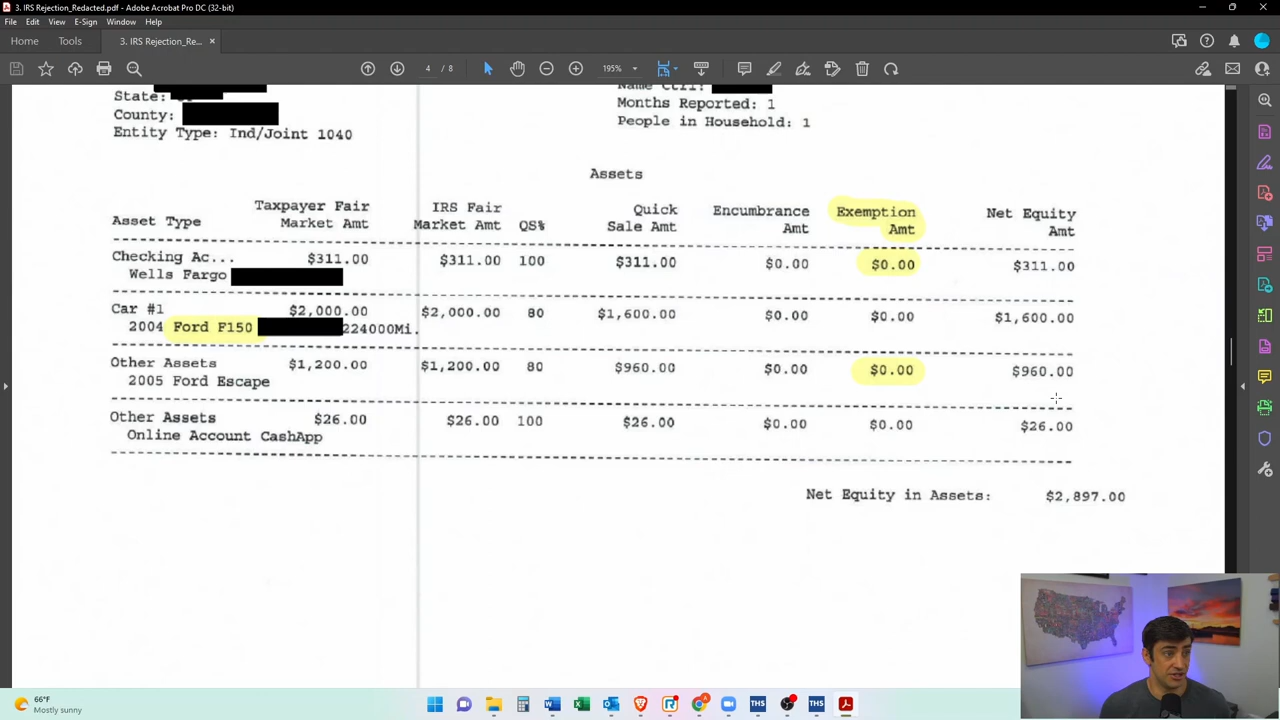 3. IRS Rejection_Redacted.pdf - Adobe Acrobat Pro DC (32-bit)
File Edit View E-Sign Window Help
Home Tools 3. IRS Rejection_Re... ×
4 / 8 195%
State:
County:
Entity Type: Ind/Joint 1040
Months Reported: 1
People in Household: 1
Assets
Asset Type Taxpayer Fair Market Amt IRS Fair Market Amt QS% Quick Sale Amt Encumbrance Amt Exemption Amt Net Equity Amt
Checking Ac... $311.00 $311.00 100 $311.00 $0.00 $0.00 $311.00
Wells Fargo
Car #1 $2,000.00 $2,000.00 80 $1,600.00 $0.00 $0.00 $1,600.00
2004 Ford F150 224000Mi.
Other Assets $1,200.00 $1,200.00 80 $960.00 $0.00 $0.00 $960.00
2005 Ford Escape
Other Assets $26.00 $26.00 100 $26.00 $0.00 $0.00 $26.00
Online Account CashApp
Net Equity in Assets: $2,897.00
66°F
Mostly sunny
THS THS